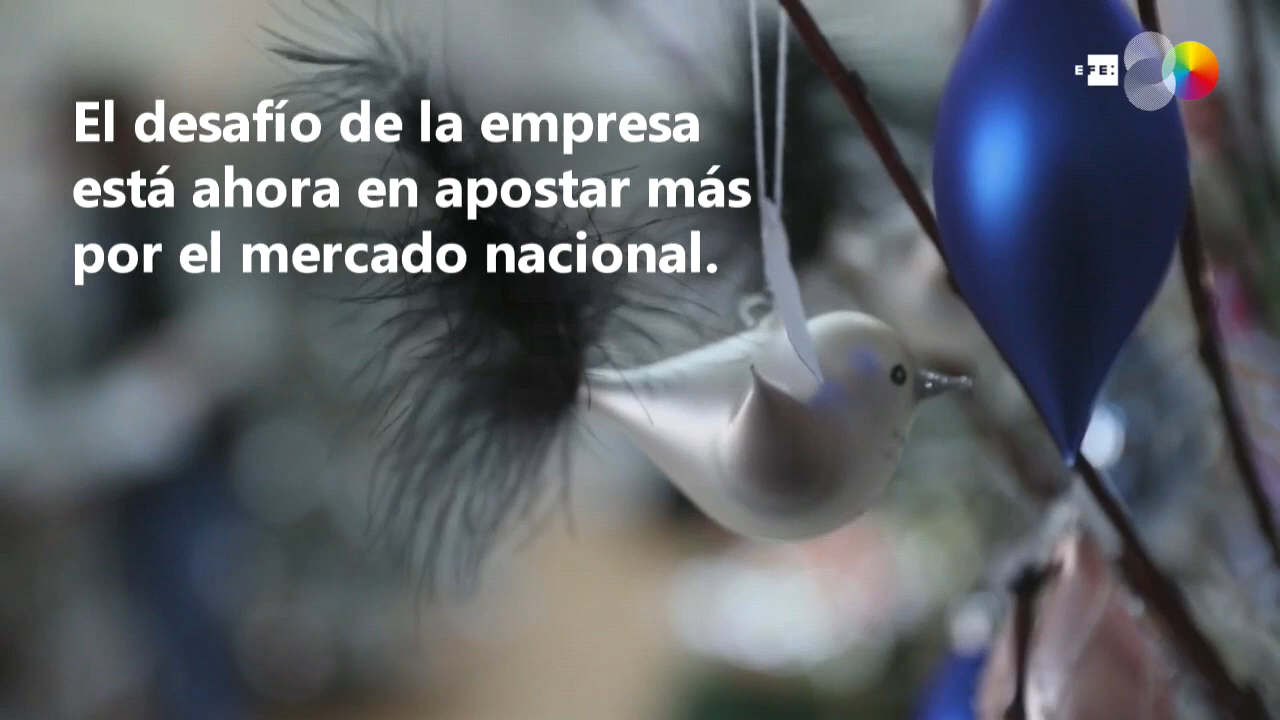 El desafío de la empresa
está ahora en apostar más
por el mercado nacional.
EFE: